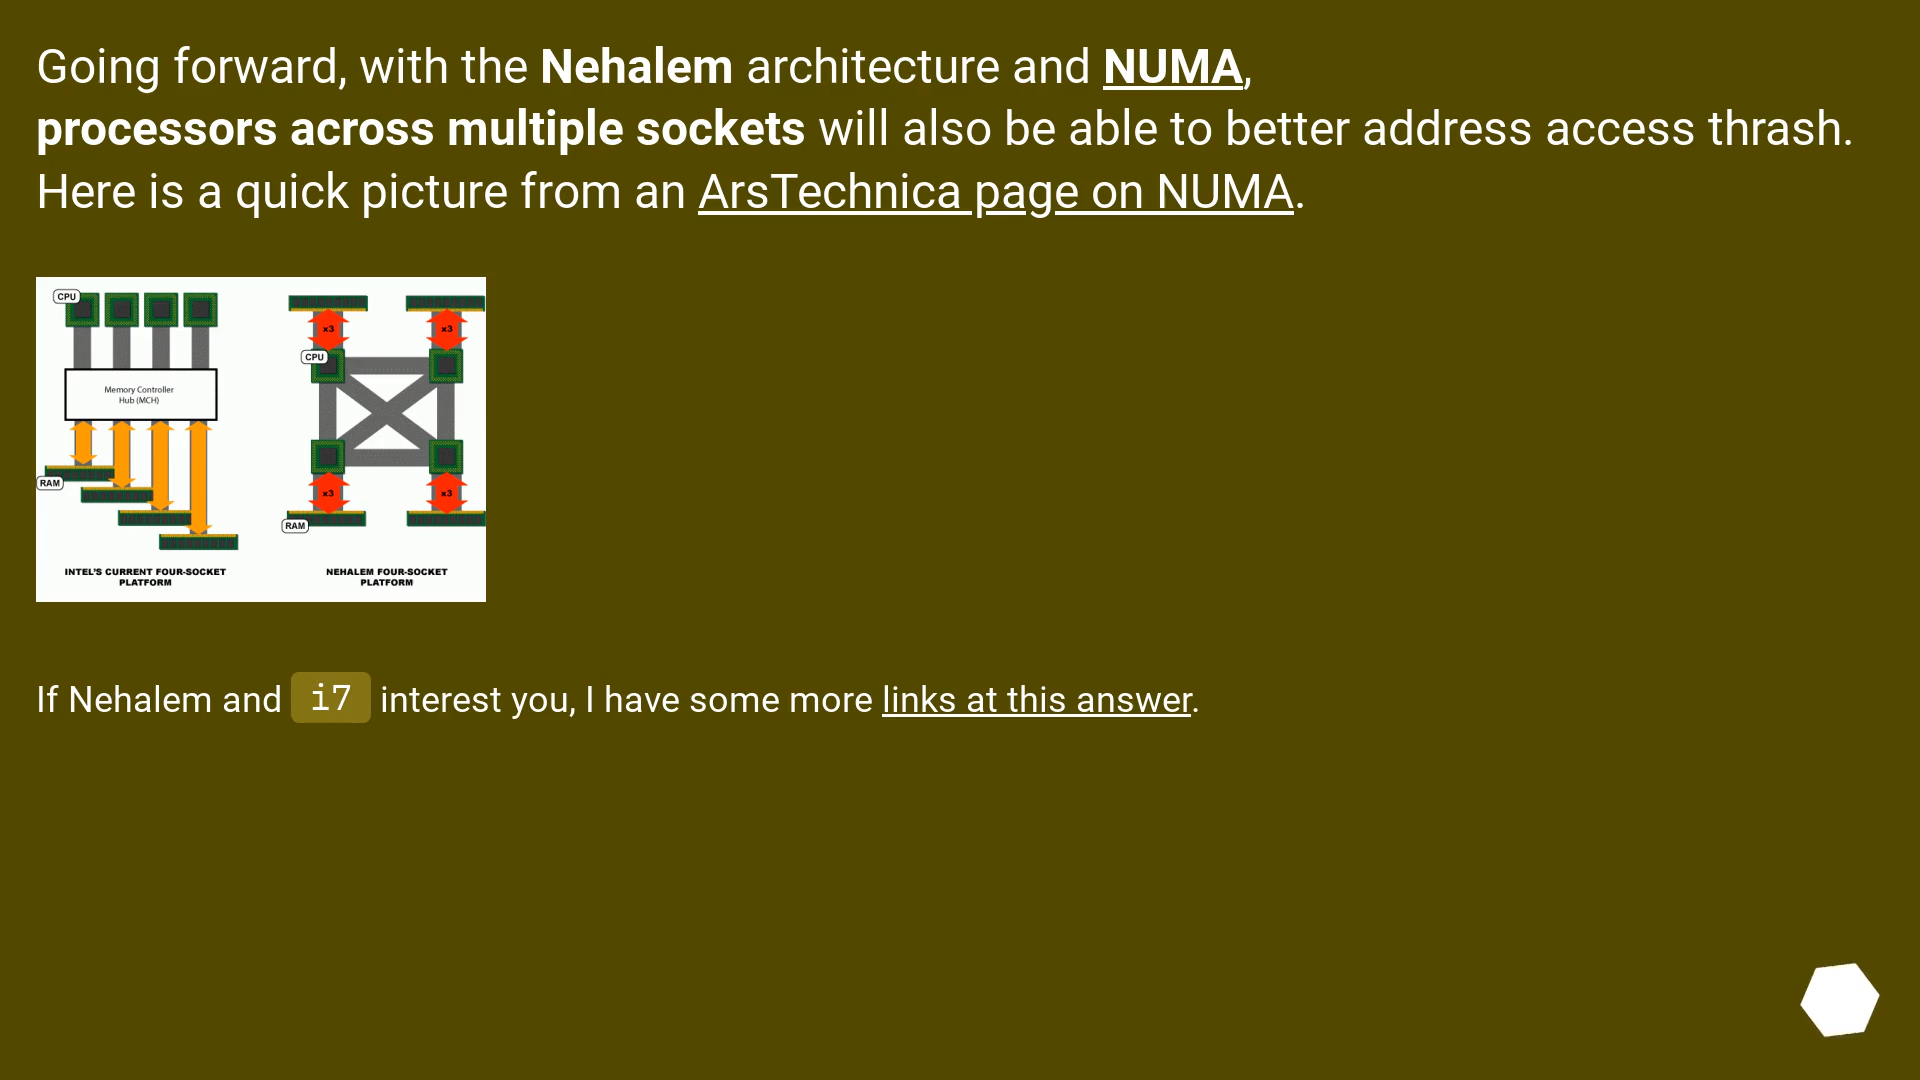 Going forward, with the Nehalem architecture and NUMA,
processors across multiple sockets will also be able to better address access thrash.
Here is a quick picture from an ArsTechnica page on NUMA.
CPU
Memory Controller
Hub (MCH)
RAM
INTEL'S CURRENT FOUR-SOCKET
PLATFORM
x3 x3
CPU
x3 x3
RAM
NEHALEM FOUR-SOCKET
PLATFORM
If Nehalem and i7 interest you, I have some more links at this answer.